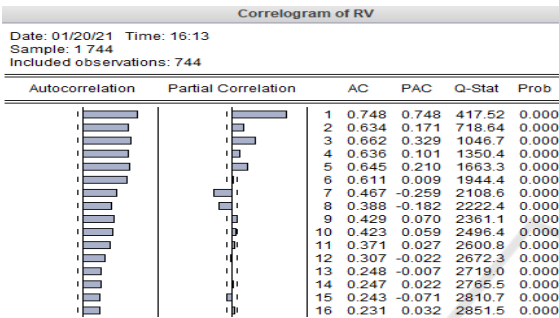 Correlogram of RV
Date: 01/20/21 Time: 16:13
Sample: 1 744
Included observations: 744
Autocorrelation Partial Correlation AC PAC Q-Stat Prob
1 0.748 0.748 417.52 0.000
2 0.634 0.171 718.64 0.000
3 0.662 0.329 1046.7 0.000
4 0.636 0.101 1350.4 0.000
5 0.645 0.210 1663.3 0.000
6 0.611 0.009 1944.4 0.000
7 0.467 -0.259 2108.6 0.000
8 0.388 -0.182 2222.4 0.000
9 0.429 0.070 2361.1 0.000
10 0.423 0.059 2496.4 0.000
11 0.371 0.027 2600.8 0.000
12 0.307 -0.022 2672.3 0.000
13 0.248 -0.007 2719.0 0.000
14 0.247 0.022 2765.5 0.000
15 0.243 -0.071 2810.7 0.000
16 0.231 0.032 2851.5 0.000